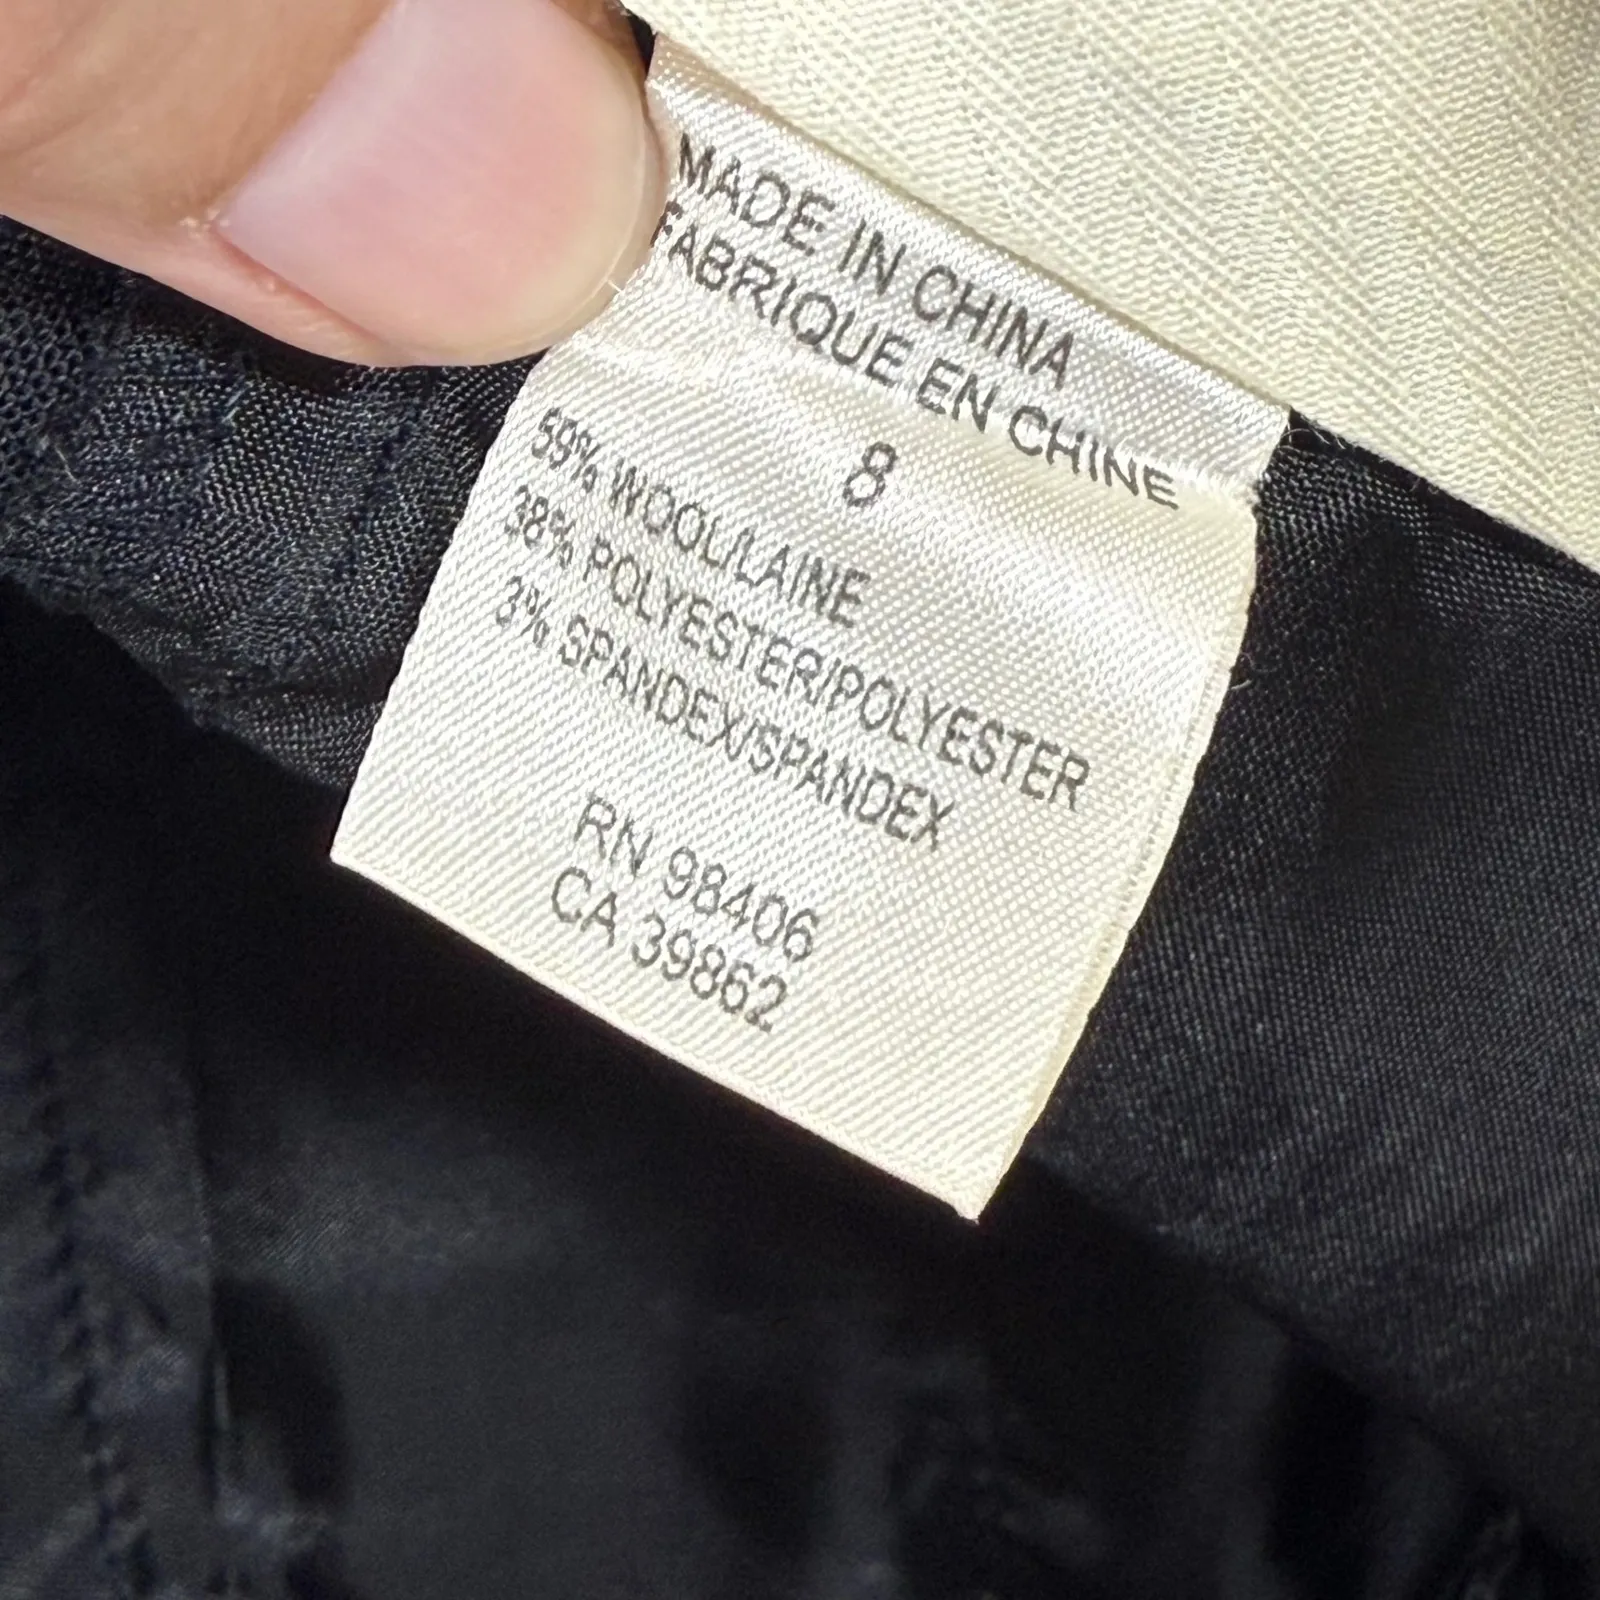 MADE IN CHINA
FABRIQUE EN CHINE
8
59% WOOL/LAINE
38% POLYESTER/POLYESTER
3% SPANDEX/SPANDEX
RN 98406
CA 39862